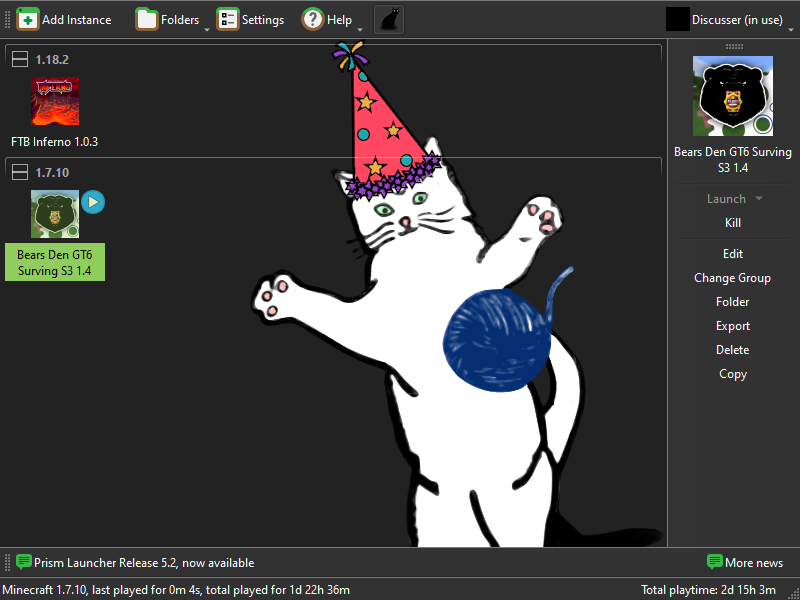 Add Instance Folders Settings Help Discusser (in use)
1.18.2
FTB Inferno 1.0.3
1.7.10
Bears Den GT6
Surving S3 1.4
Bears Den GT6 Surving
S3 1.4
Launch
Kill
Edit
Change Group
Folder
Export
Delete
Copy
Prism Launcher Release 5.2, now available
More news
Minecraft 1.7.10, last played for 0m 4s, total played for 1d 22h 36m
Total playtime: 2d 15h 3m